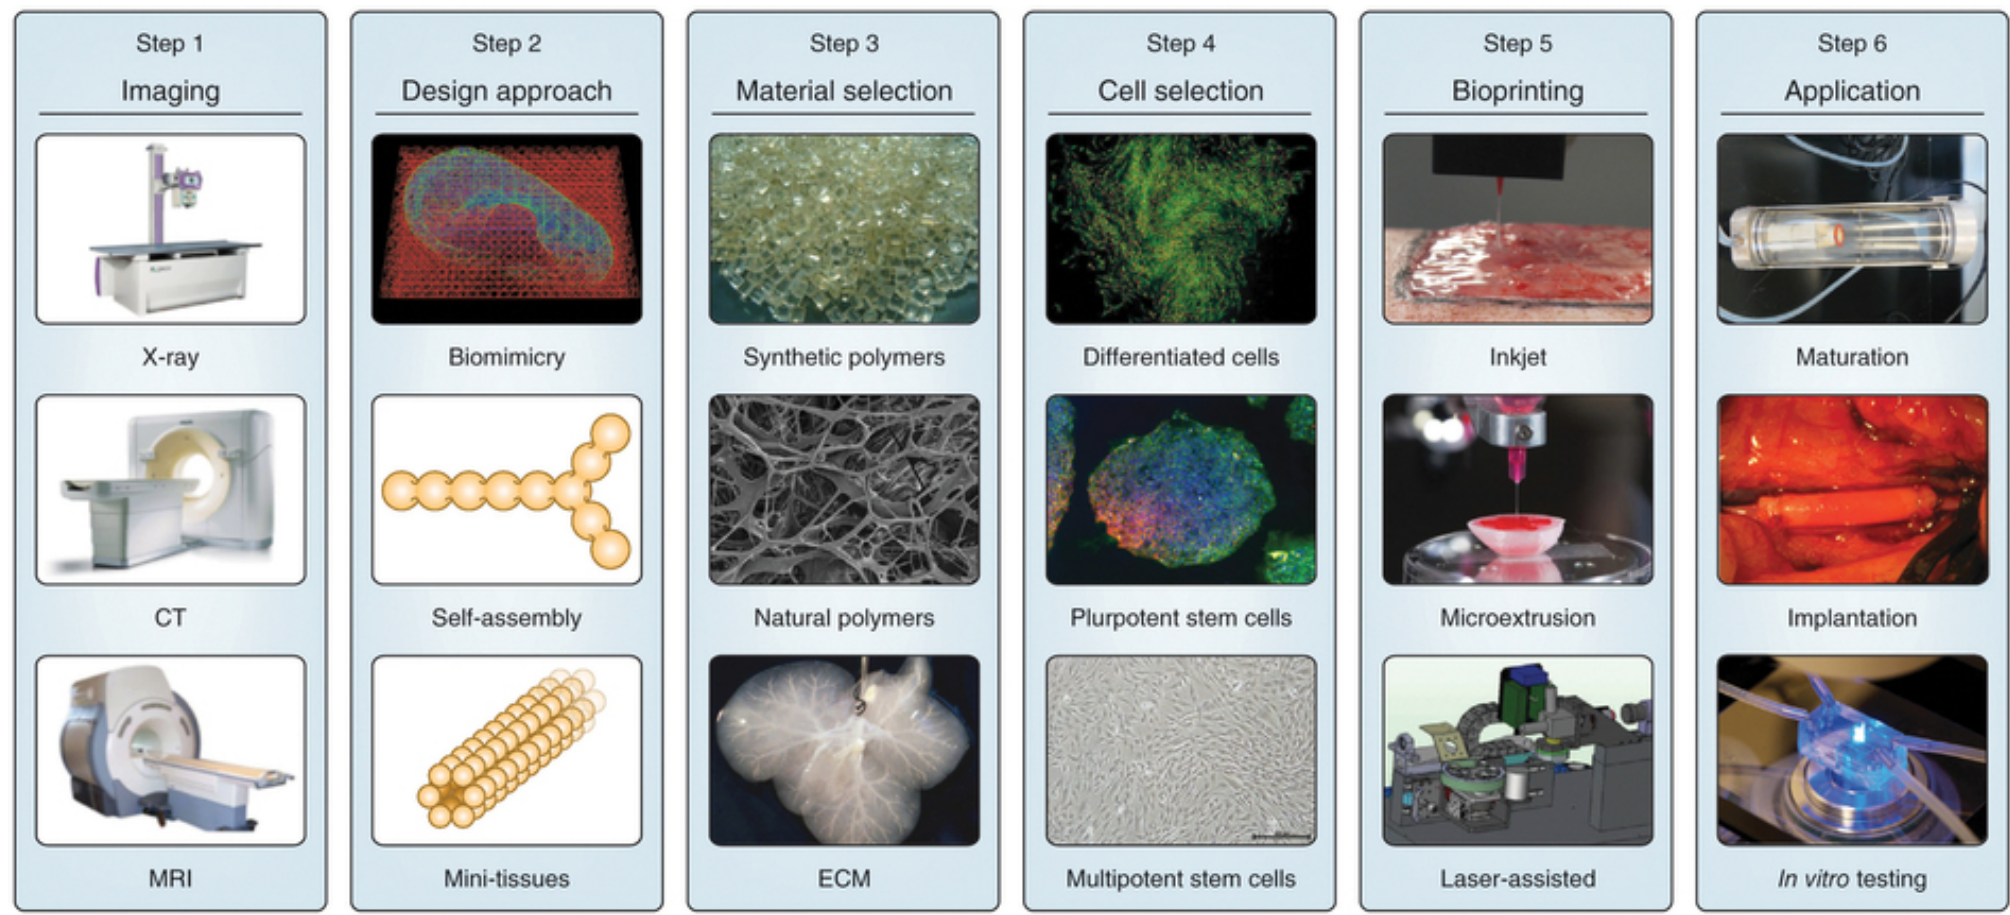 Step 1
Imaging
X-ray
CT
MRI
Step 2
Design approach
Biomimicry
Self-assembly
Mini-tissues
Step 3
Material selection
Synthetic polymers
Natural polymers
ECM
Step 4
Cell selection
Differentiated cells
Plurpotent stem cells
Multipotent stem cells
Step 5
Bioprinting
Inkjet
Microextrusion
Laser-assisted
Step 6
Application
Maturation
Implantation
In vitro testing